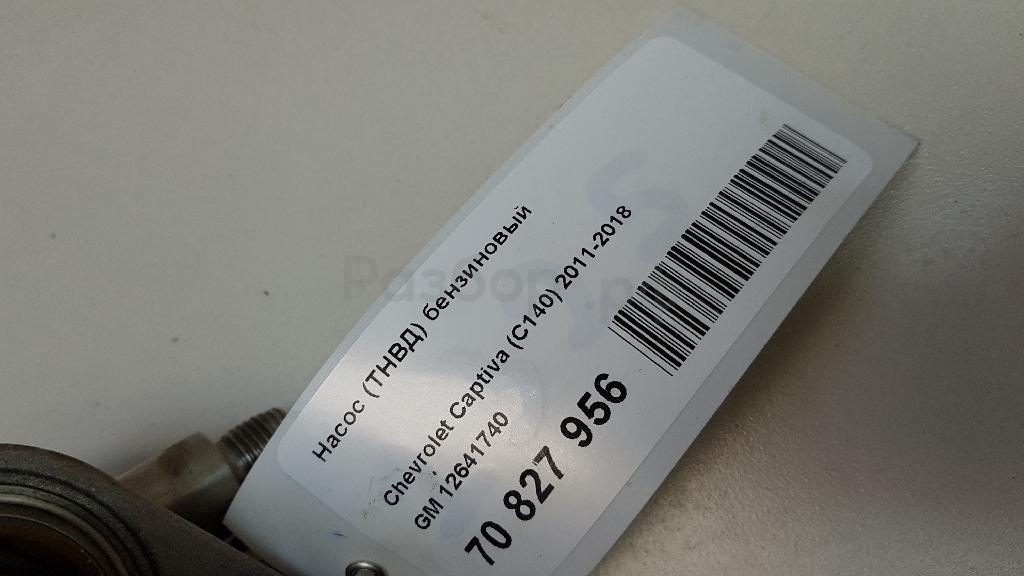 Насос (ТНВД) бензиновый
Chevrolet Captiva (C140) 2011-2018
GM 12641740
70 827 956